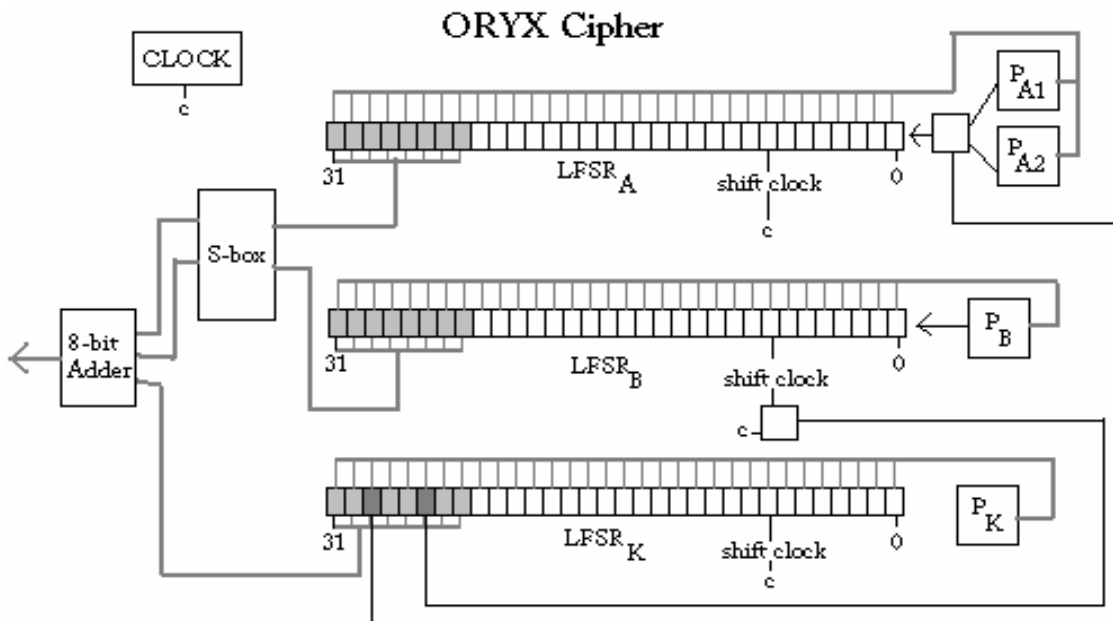 ORYX Cipher
CLOCK
c
P A1
P A2
31
LFSR A
shift clock
0
c
S-box
8-bit
Adder
31
LFSR B
shift clock
0
P B
c
31
LFSR K
shift clock
0
c
P K